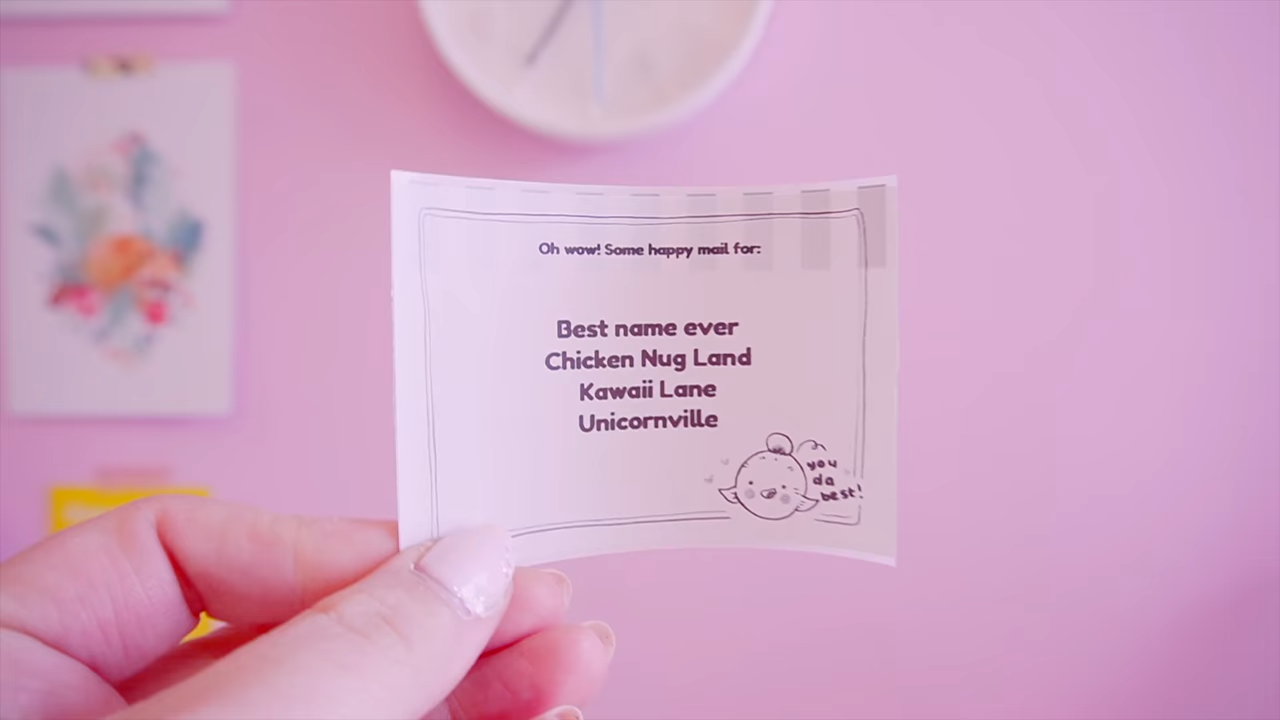 Oh wow! Some happy mail for:
Best name ever
Chicken Nug Land
Kawaii Lane
Unicornville
you
da
best!